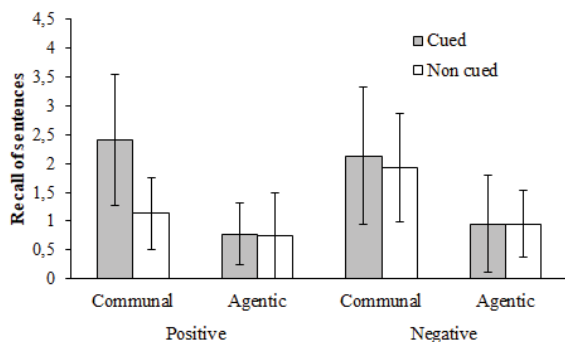 4,5
4
3,5
3
2,5
2
1,5
1
0,5
0
Recall of sentences
Cued
Non cued
Communal Agentic Communal Agentic
Positive Negative